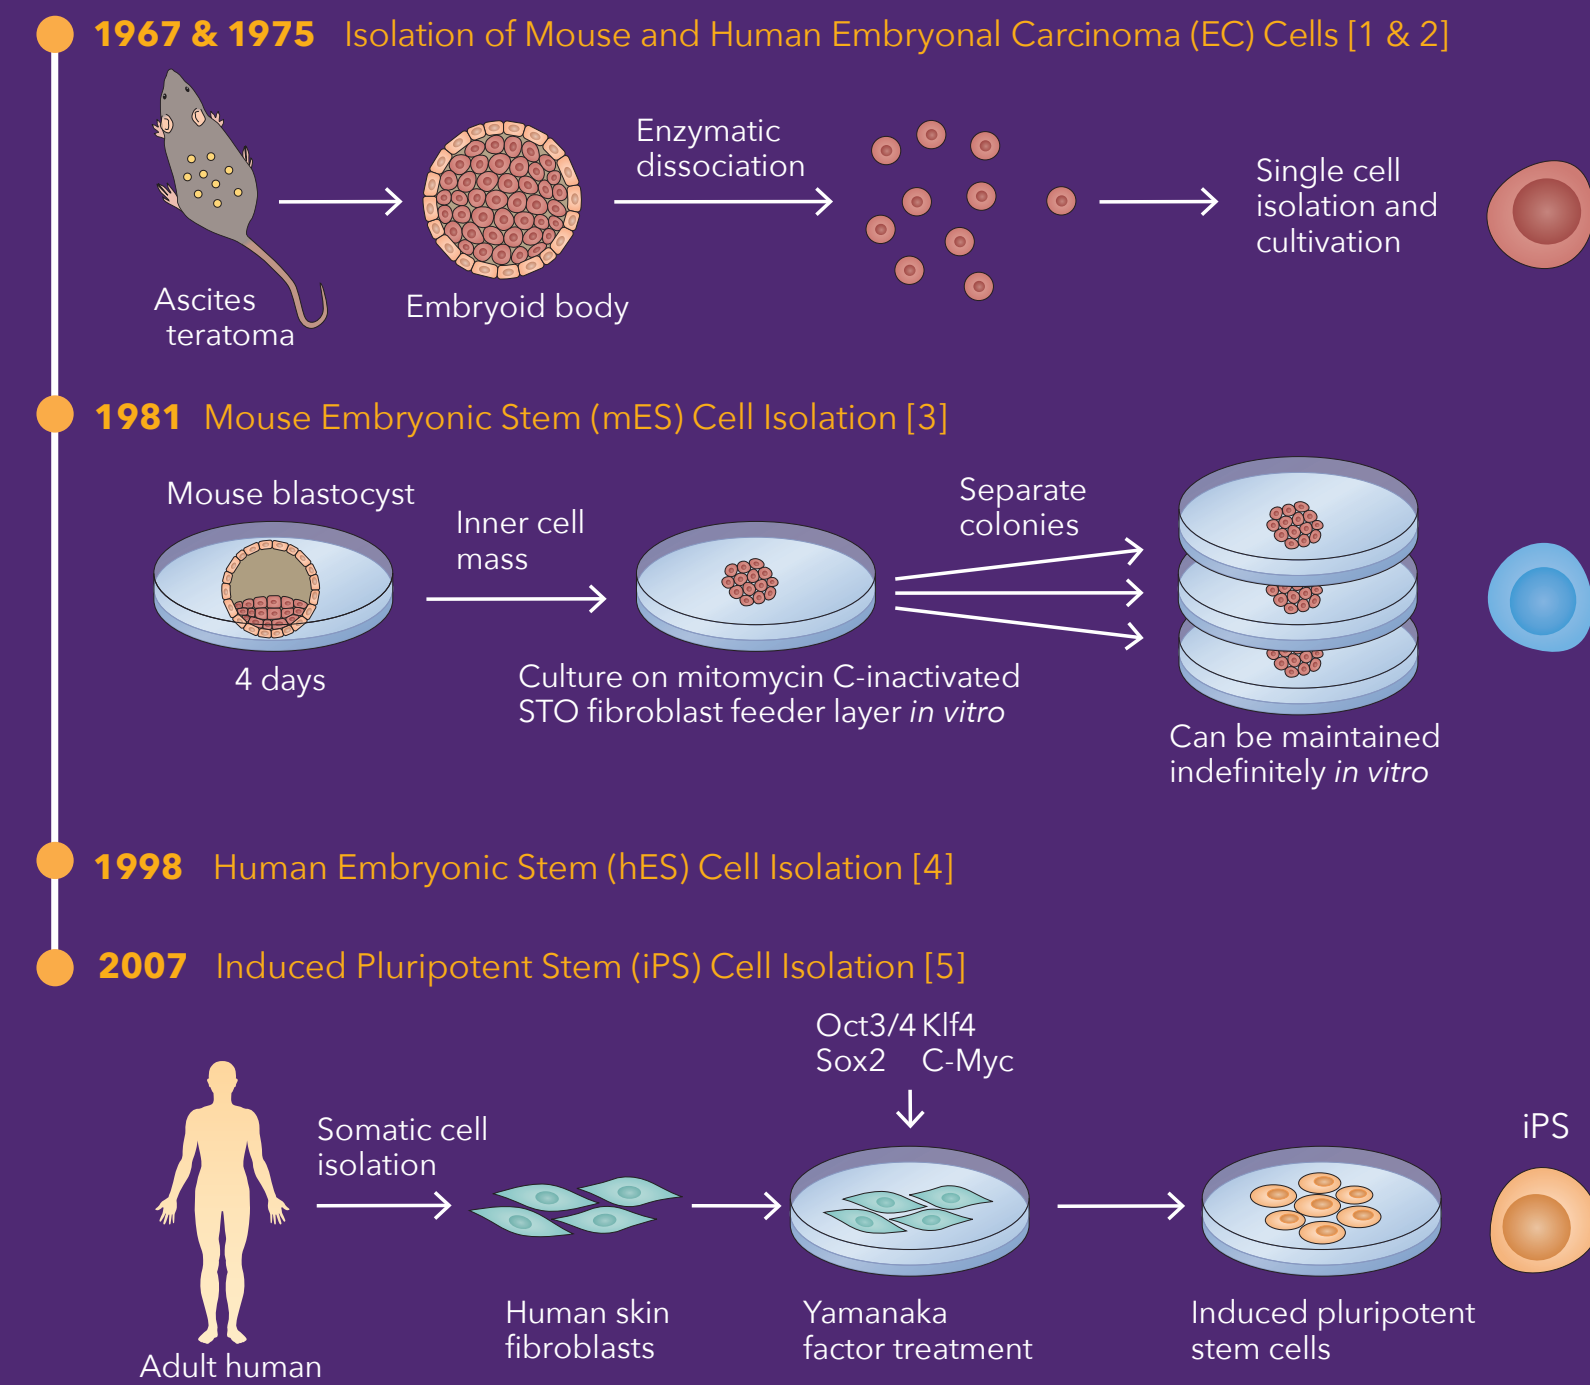 1967 & 1975 Isolation of Mouse and Human Embryonal Carcinoma (EC) Cells [1 & 2]
Ascites
teratoma
Embryoid body
Enzymatic
dissociation
Single cell
isolation and
cultivation
1981 Mouse Embryonic Stem (mES) Cell Isolation [3]
Mouse blastocyst
4 days
Inner cell
mass
Culture on mitomycin C-inactivated
STO fibroblast feeder layer in vitro
Separate
colonies
Can be maintained
indefinitely in vitro
1998 Human Embryonic Stem (hES) Cell Isolation [4]
2007 Induced Pluripotent Stem (iPS) Cell Isolation [5]
Adult human
Somatic cell
isolation
Human skin
fibroblasts
Oct3/4 Klf4
Sox2 C-Myc
Yamanaka
factor treatment
Induced pluripotent
stem cells
iPS